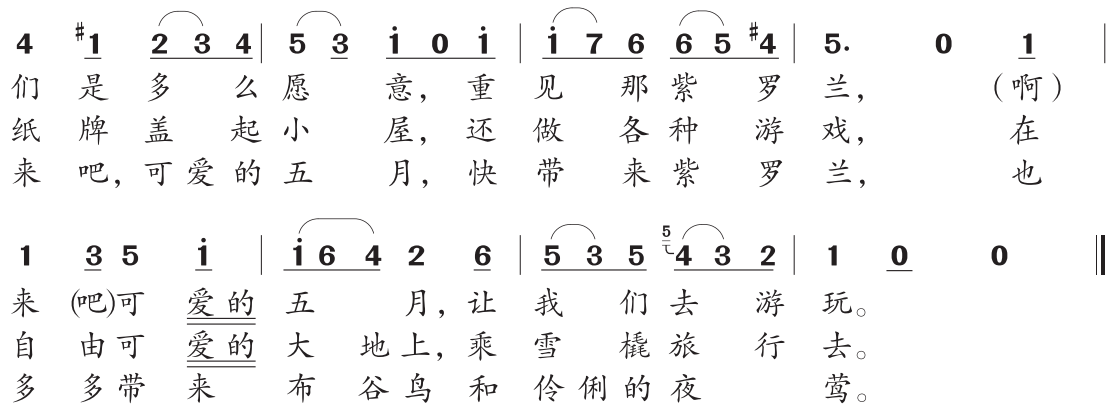 4 #1 2 3 4 | 5 3 i 0 i | i 7 6 6 5 #4 | 5. 0 1 |
们 是 多 么 愿 意，重 见 那 紫 罗 兰，（啊）
纸 牌 盖 起 小 屋，还 做 各 种 游 戏，在
来 吧，可 爱 的 五 月，快 带 来 紫 罗 兰，也
1 3 5 i | i 6 4 2 6 | 5 3 5 5 4 3 2 | 1 0 0 ‖
来 (吧)可 爱 的 五 月，让 我 们 去 游 玩。
自 由 可 爱 的 大 地 上，乘 雪 橇 旅 行 去。
多 多 带 来 布 谷 鸟 和 伶 俐 的 夜 莺。